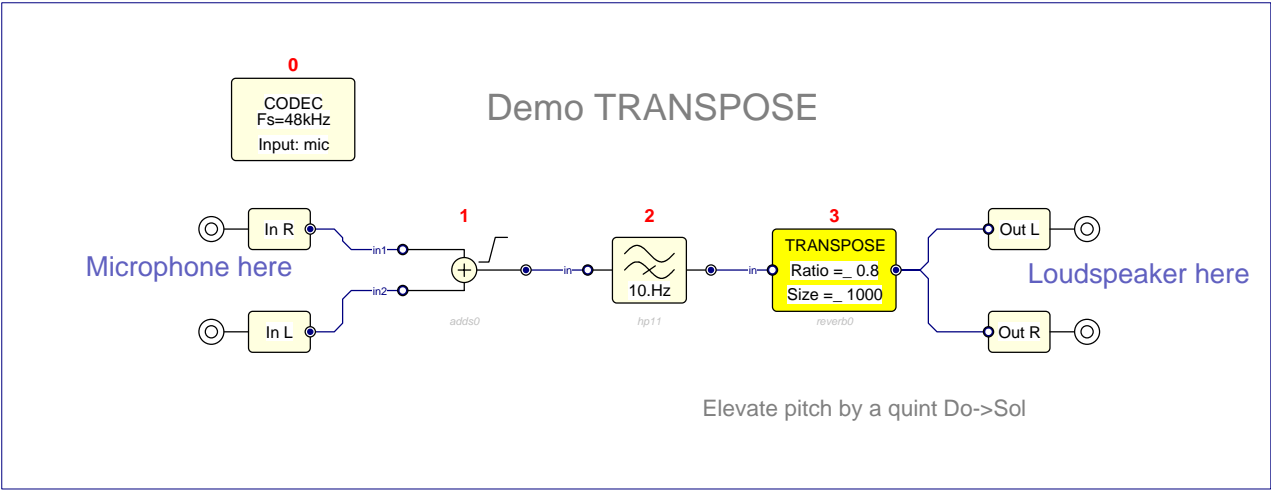 0
CODEC
Fs=48kHz
Input: mic
Demo TRANSPOSE
1
2
3
In R
in1
Microphone here
in2
In L
adds0
in
10.Hz
hp11
in
TRANSPOSE
Ratio =_ 0.8
Size =_ 1000
reverb0
Out L
Loudspeaker here
Out R
Elevate pitch by a quint Do->Sol